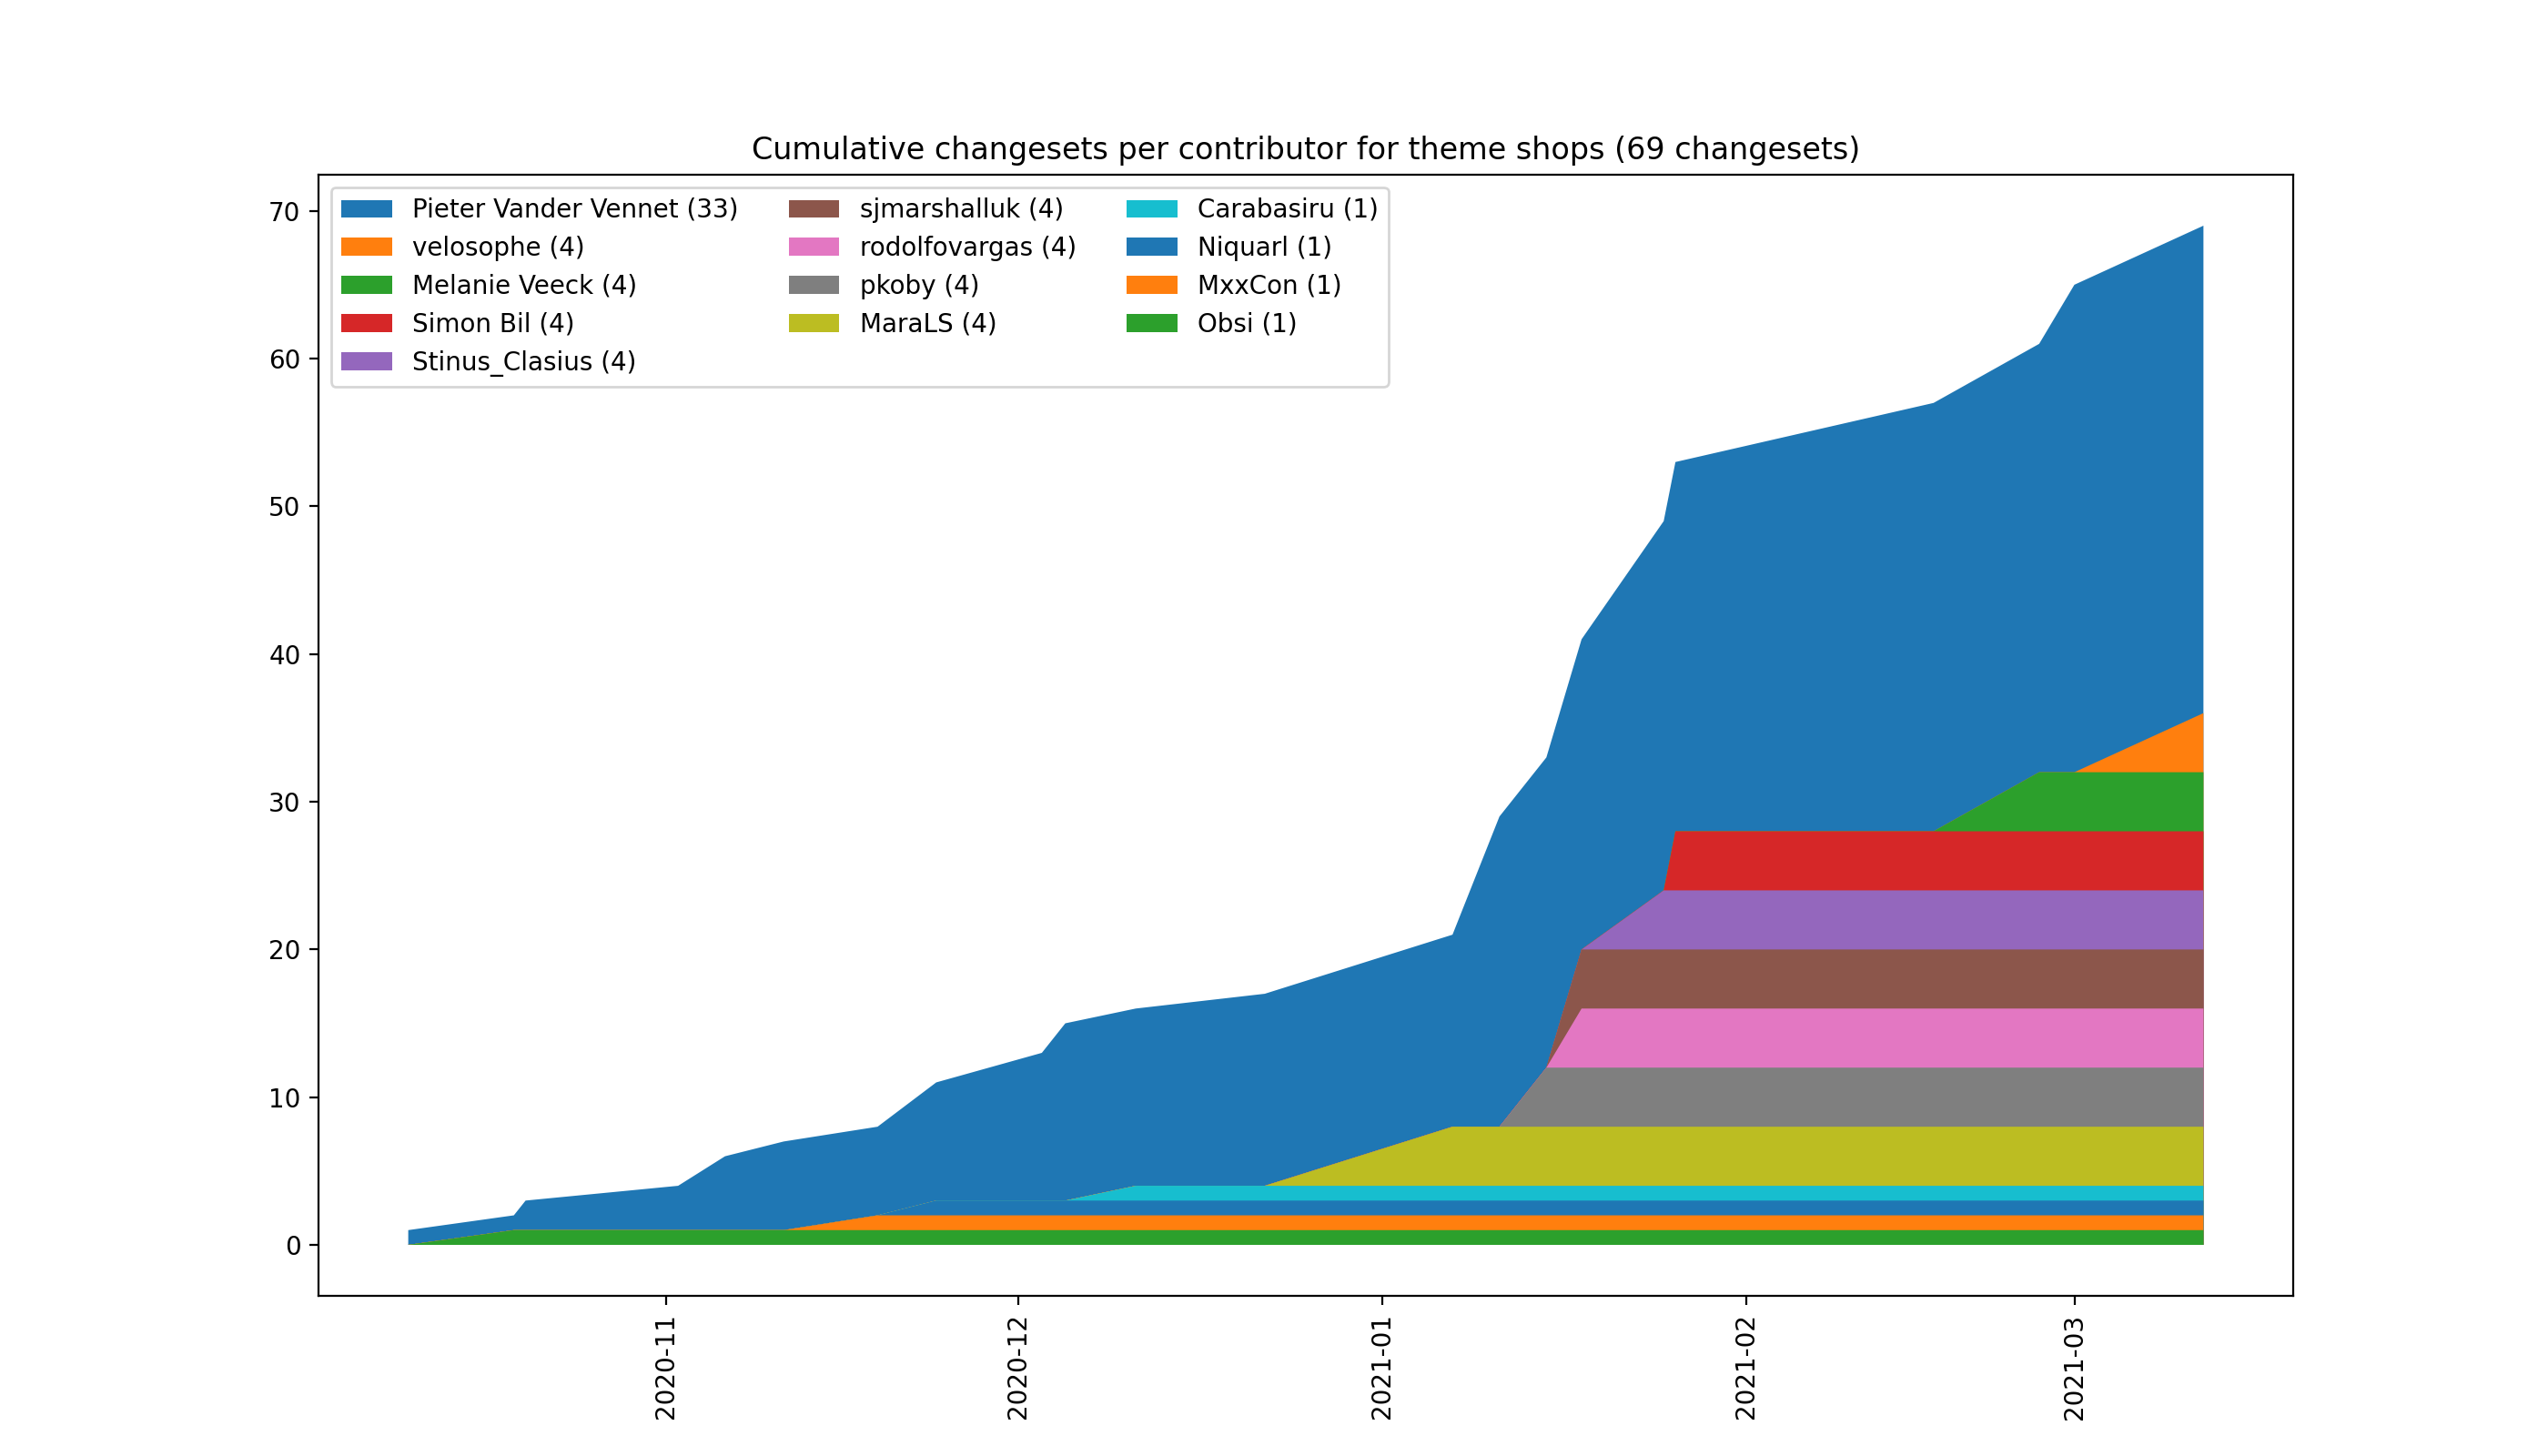 Cumulative changesets per contributor for theme shops (69 changesets)
Pieter Vander Vennet (33)
velosophe (4)
Melanie Veeck (4)
Simon Bil (4)
Stinus_Clasius (4)
sjmarshalluk (4)
rodolfovargas (4)
pkoby (4)
MaraLS (4)
Carabasiru (1)
Niquarl (1)
MxxCon (1)
Obsi (1)
70
60
50
40
30
20
10
0
2020-11
2020-12
2021-01
2021-02
2021-03